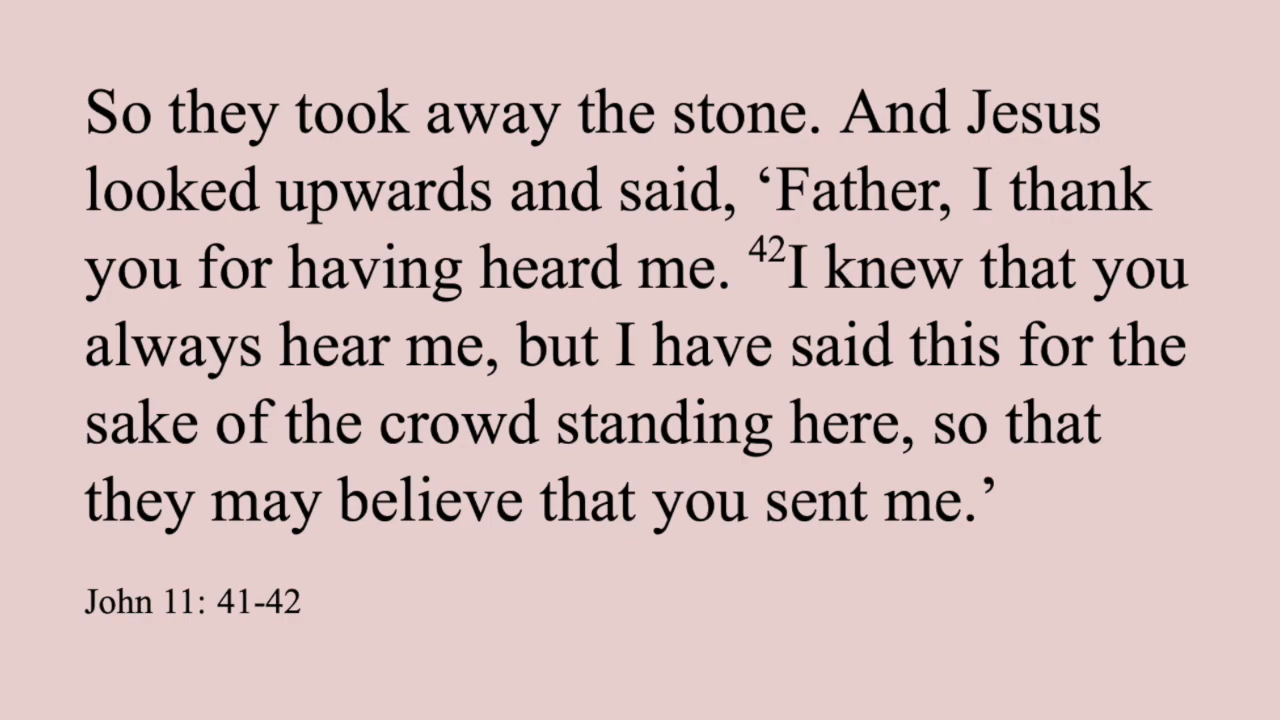 So they took away the stone. And Jesus
looked upwards and said, ‘Father, I thank
you for having heard me. ⁴²I knew that you
always hear me, but I have said this for the
sake of the crowd standing here, so that
they may believe that you sent me.’
John 11: 41-42